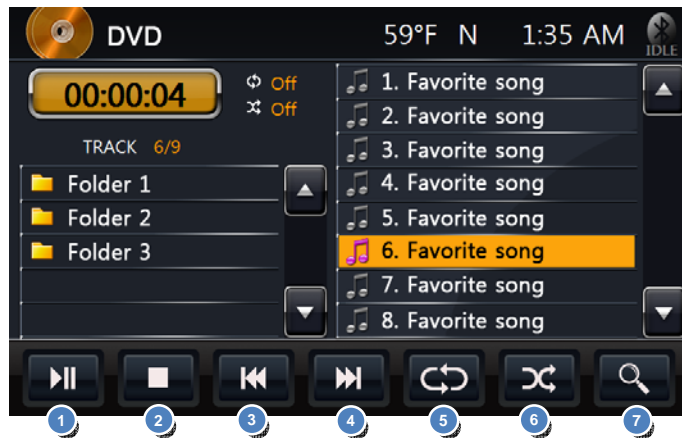 DVD 59°F N 1:35 AM
IDLE
00:00:04
Off
Off
TRACK 6/9
Folder 1
Folder 2
Folder 3
1. Favorite song
2. Favorite song
3. Favorite song
4. Favorite song
5. Favorite song
6. Favorite song
7. Favorite song
8. Favorite song
1 2 3 4 5 6 7